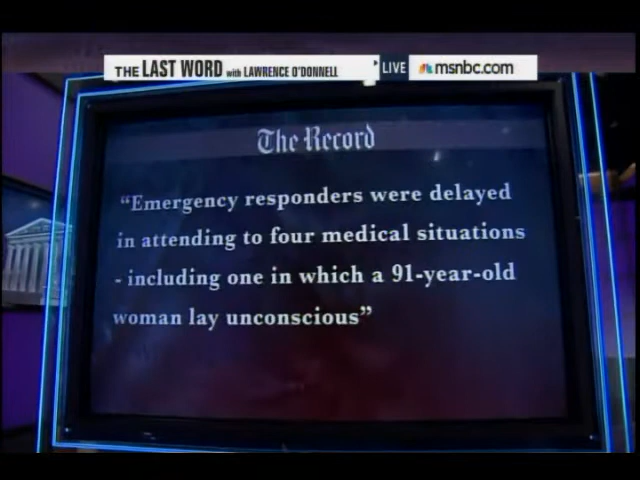 THE LAST WORD with LAWRENCE O'DONNELL
LIVE
msnbc.com
The Record
“Emergency responders were delayed
in attending to four medical situations
- including one in which a 91-year-old
woman lay unconscious”